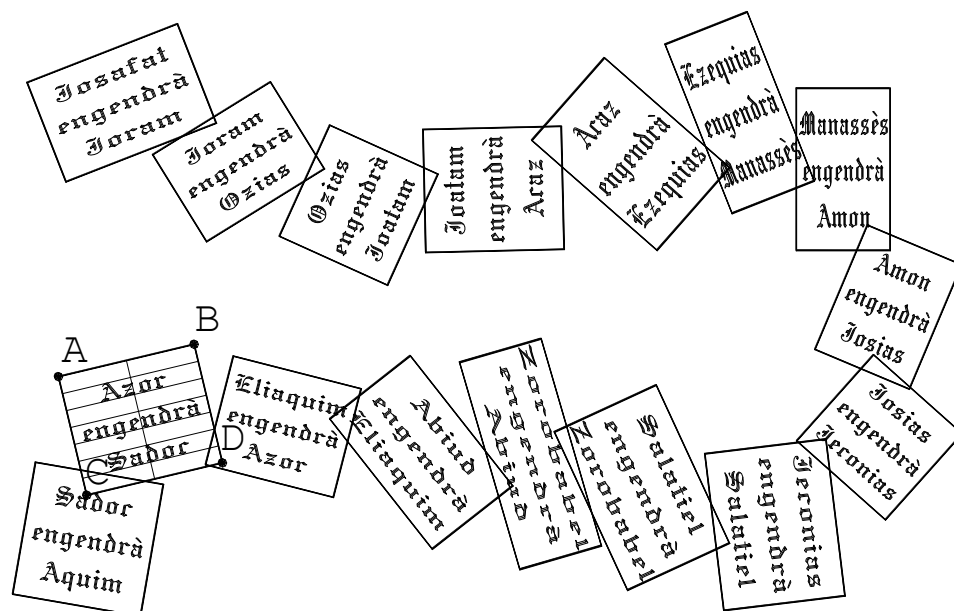 Josafat
engendrà
Joram
Joram
engendrà
Ozias
Ozias
engendrà
Joatam
Joatam
engendrà
Acaz
Acaz
engendrà
Ezequias
Ezequias
engendrà
Manassès
Manassès
engendrà
Amon
Amon
engendrà
Josias
Josias
engendrà
Jeconias
Jeconias
engendrà
Salatiel
Salatiel
engendrà
Zorobabel
Zorobabel
engendrà
Abiud
Abiud
engendrà
Eliaquim
Eliaquim
engendrà
Azor
A
B
Azor
engendrà
Sadoc
C
D
Sadoc
engendrà
Aquim